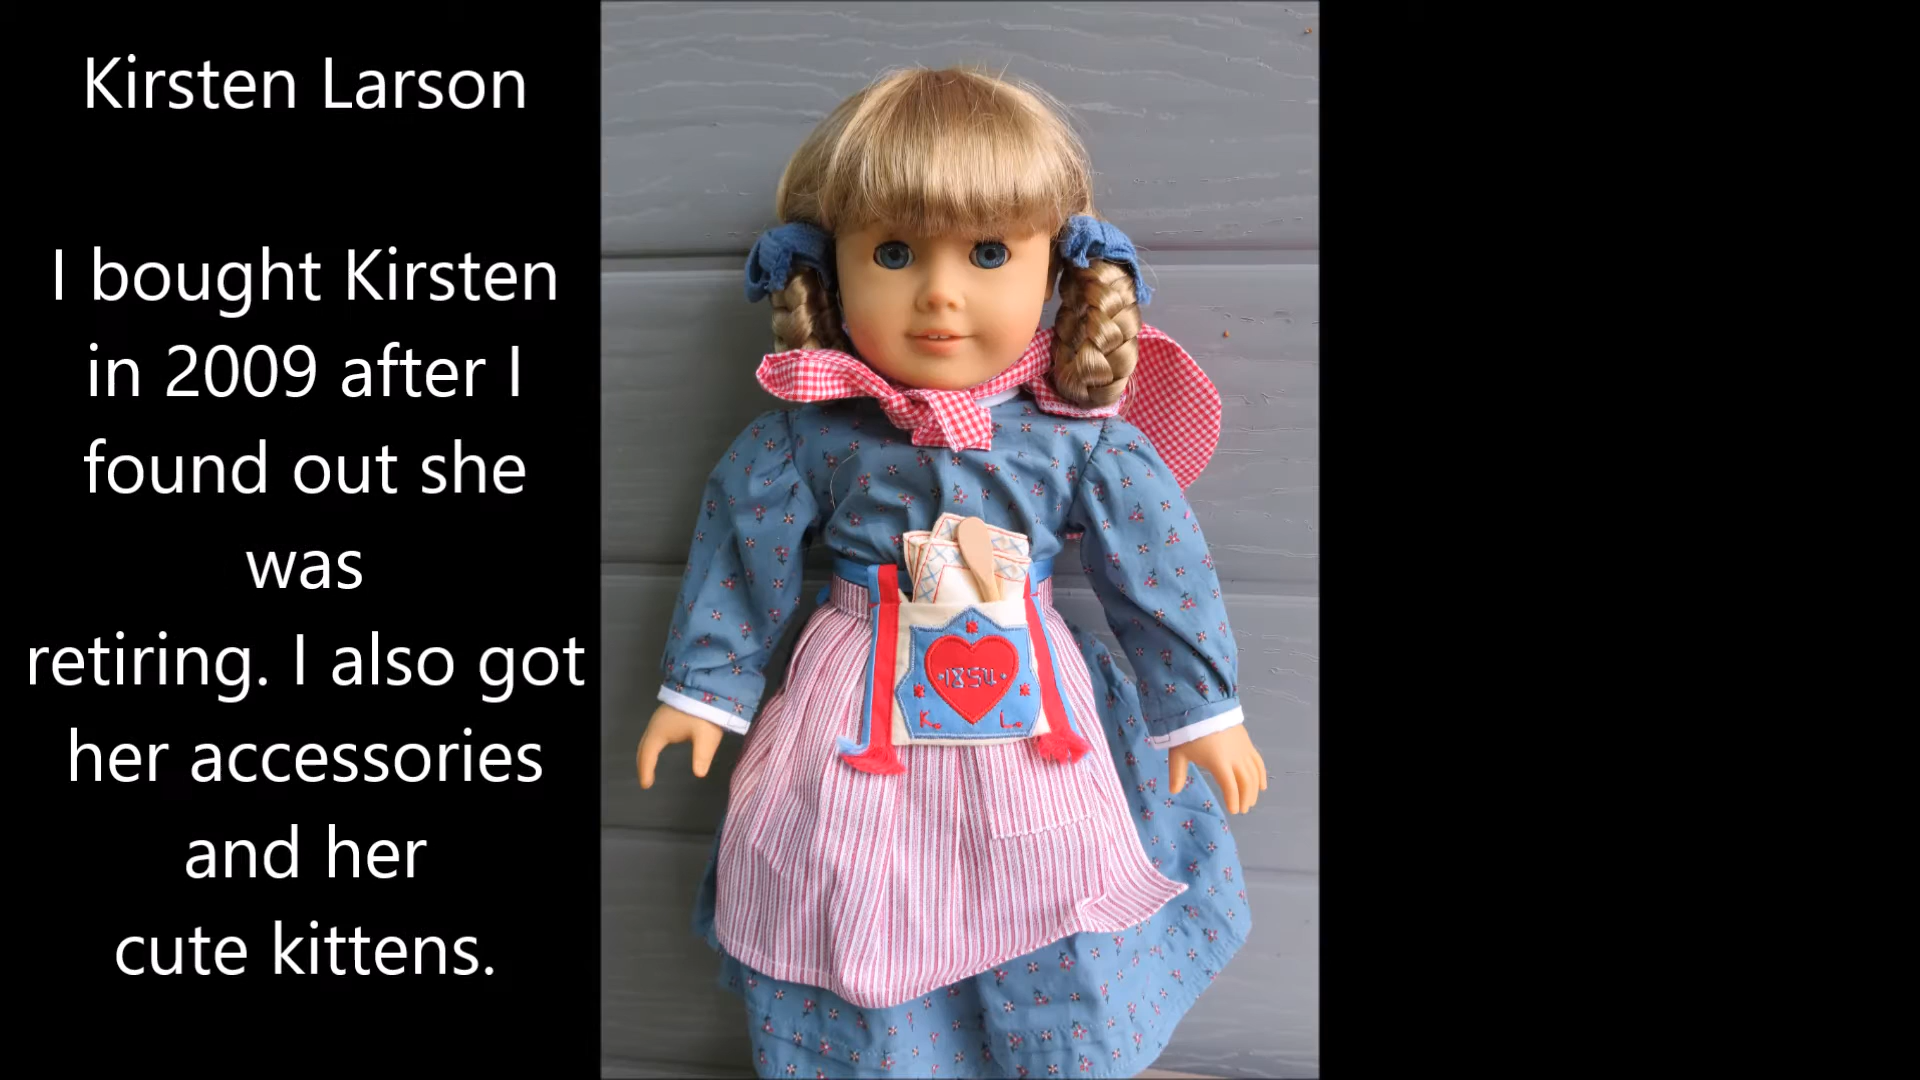 Kirsten Larson
I bought Kirsten
in 2009 after I
found out she
was
retiring. I also got
her accessories
and her
cute kittens.
·1854·
K. L.